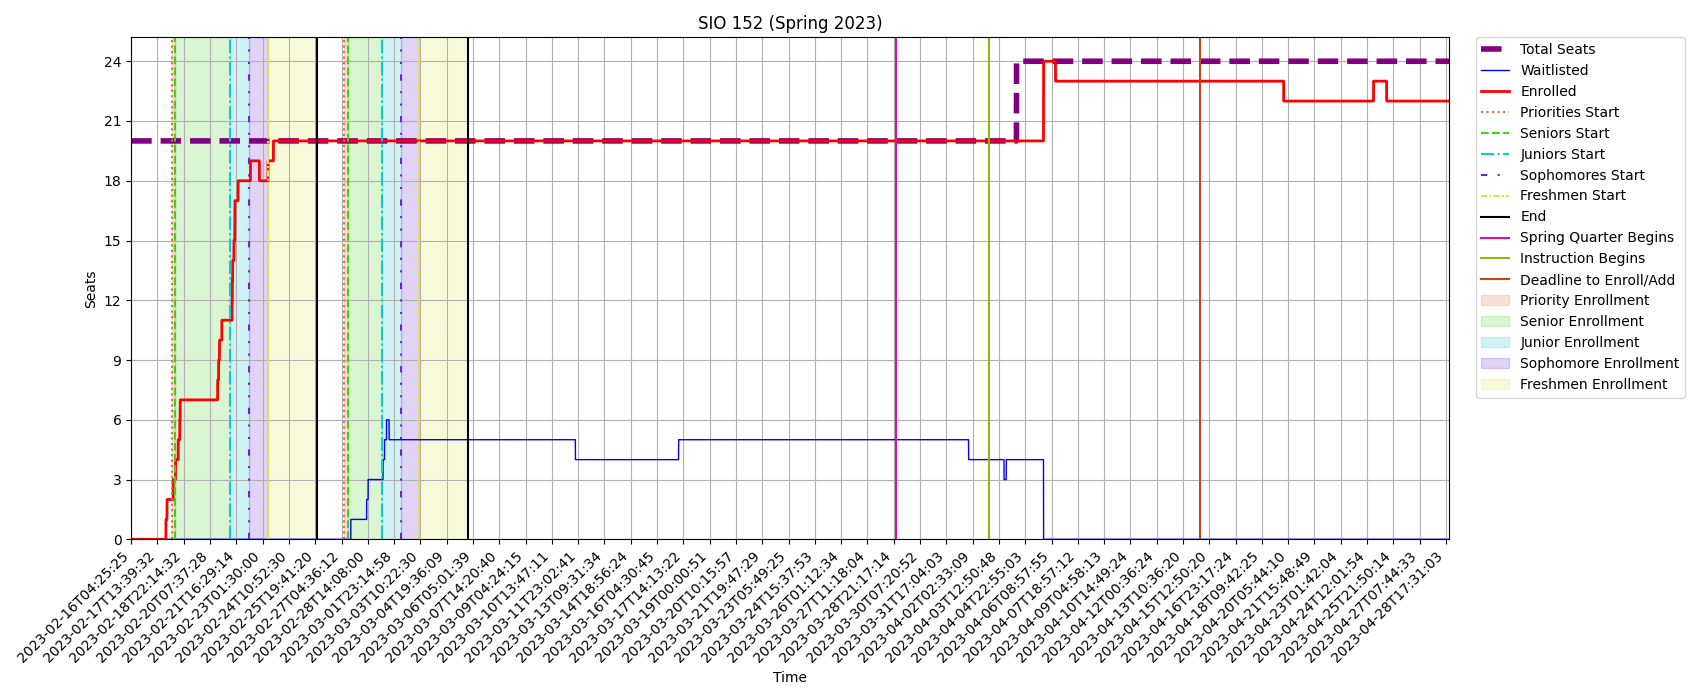 SIO 152 (Spring 2023)
Seats
24
21
18
15
12
9
6
3
0
2023-02-16T04:25:25
2023-02-17T13:39:32
2023-02-18T22:14:32
2023-02-20T07:37:28
2023-02-21T16:29:14
2023-02-23T01:30:00
2023-02-24T10:52:30
2023-02-25T19:41:20
2023-02-27T04:36:12
2023-02-28T14:08:00
2023-03-01T23:14:58
2023-03-03T10:22:30
2023-03-04T19:36:09
2023-03-06T05:01:39
2023-03-07T14:20:40
2023-03-09T04:24:15
2023-03-10T13:47:11
2023-03-11T23:02:41
2023-03-13T09:31:34
2023-03-14T18:56:24
2023-03-16T04:30:45
2023-03-17T14:13:22
2023-03-19T00:00:51
2023-03-20T10:15:57
2023-03-21T19:47:29
2023-03-23T05:49:25
2023-03-24T15:37:53
2023-03-26T01:12:34
2023-03-27T11:18:04
2023-03-28T21:17:14
2023-03-30T07:20:52
2023-03-31T17:04:03
2023-04-02T02:33:09
2023-04-03T12:50:48
2023-04-04T22:55:03
2023-04-06T08:57:55
2023-04-07T18:57:12
2023-04-09T04:58:13
2023-04-10T14:49:24
2023-04-12T00:36:24
2023-04-13T10:36:20
2023-04-15T12:50:20
2023-04-16T23:17:24
2023-04-18T09:42:25
2023-04-20T05:44:10
2023-04-21T15:48:49
2023-04-23T01:42:04
2023-04-24T12:01:54
2023-04-25T21:50:14
2023-04-27T07:44:33
2023-04-28T17:31:03
Time
Total Seats
Waitlisted
Enrolled
Priorities Start
Seniors Start
Juniors Start
Sophomores Start
Freshmen Start
End
Spring Quarter Begins
Instruction Begins
Deadline to Enroll/Add
Priority Enrollment
Senior Enrollment
Junior Enrollment
Sophomore Enrollment
Freshmen Enrollment